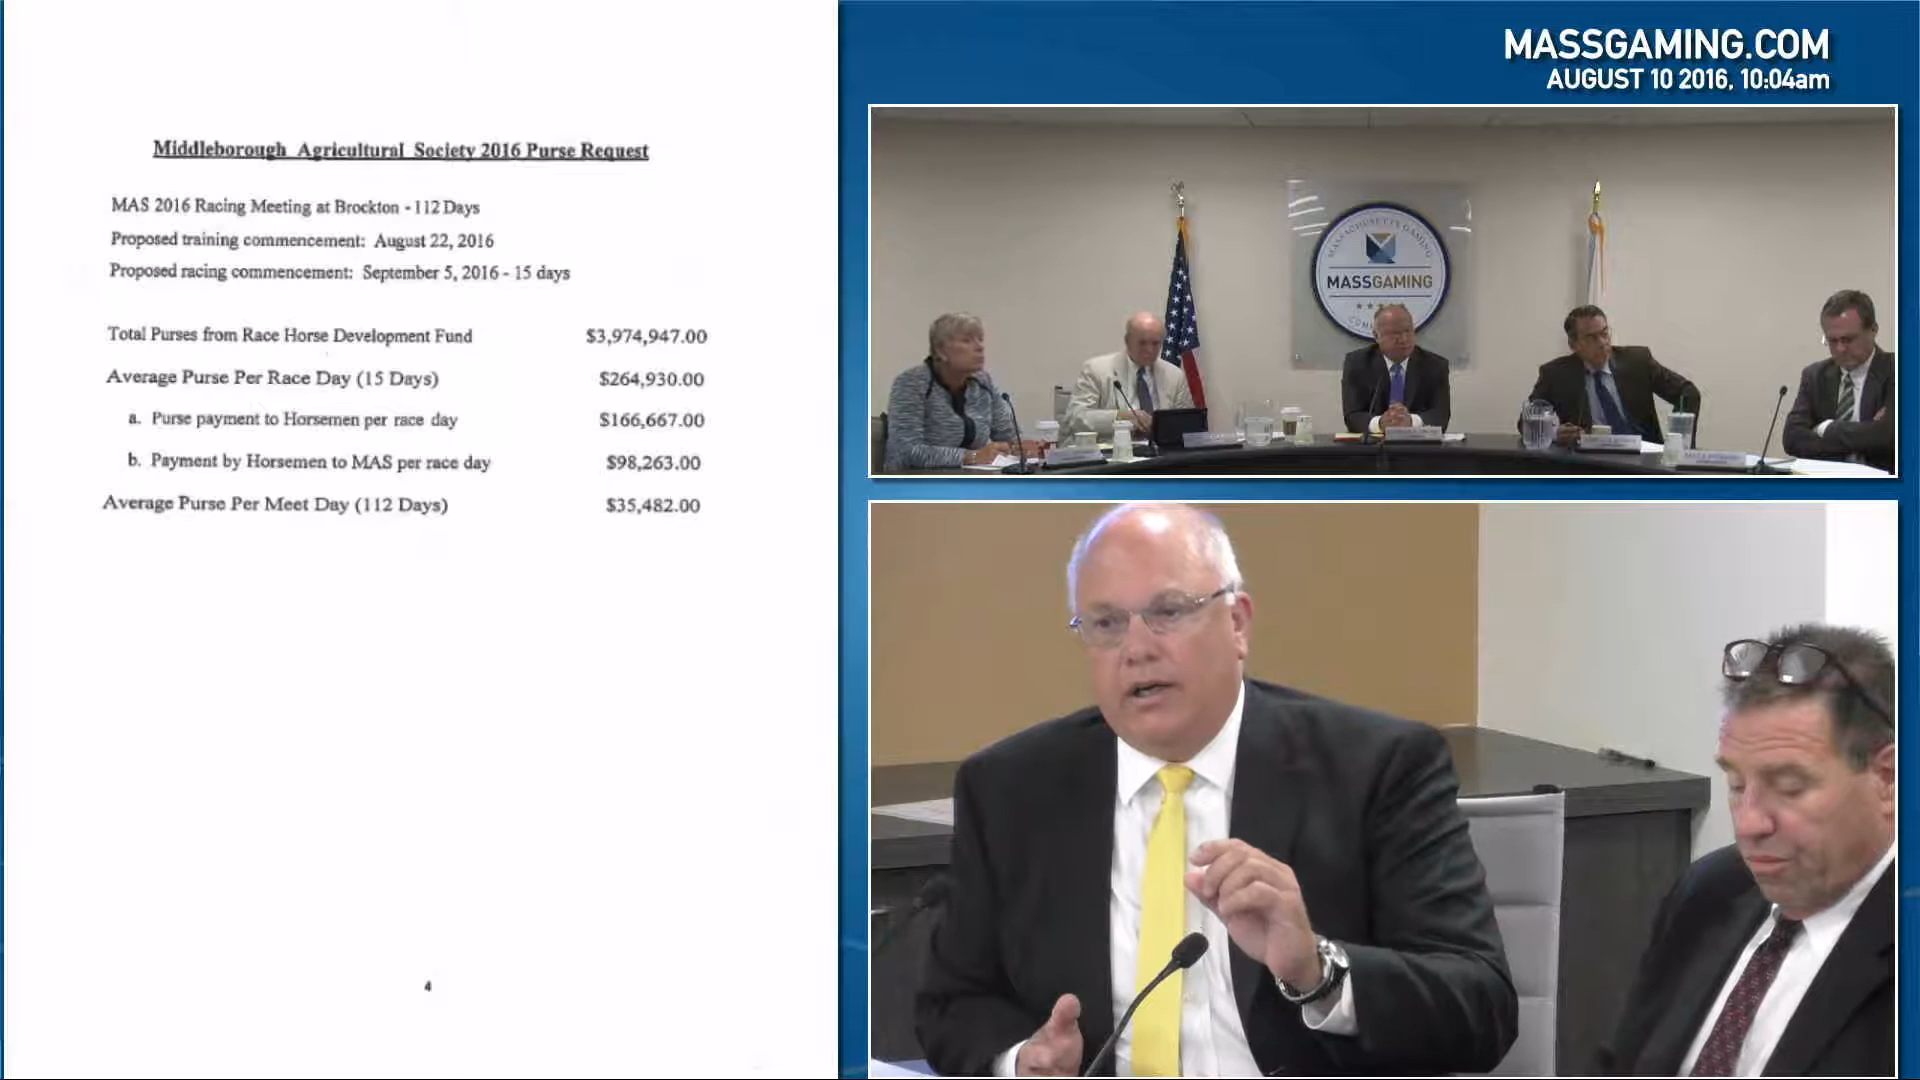 Middleborough Agricultural Society 2016 Purse Request
MAS 2016 Racing Meeting at Brockton - 112 Days
Proposed training commencement: August 22, 2016
Proposed racing commencement: September 5, 2016 - 15 days
Total Purses from Race Horse Development Fund $3,974,947.00
Average Purse Per Race Day (15 Days) $264,930.00
a. Purse payment to Horsemen per race day $166,667.00
b. Payment by Horsemen to MAS per race day $98,263.00
Average Purse Per Meet Day (112 Days) $35,482.00
4
MASSGAMING.COM
AUGUST 10 2016, 10:04am
MASSACHUSETTS GAMING
MASSGAMING